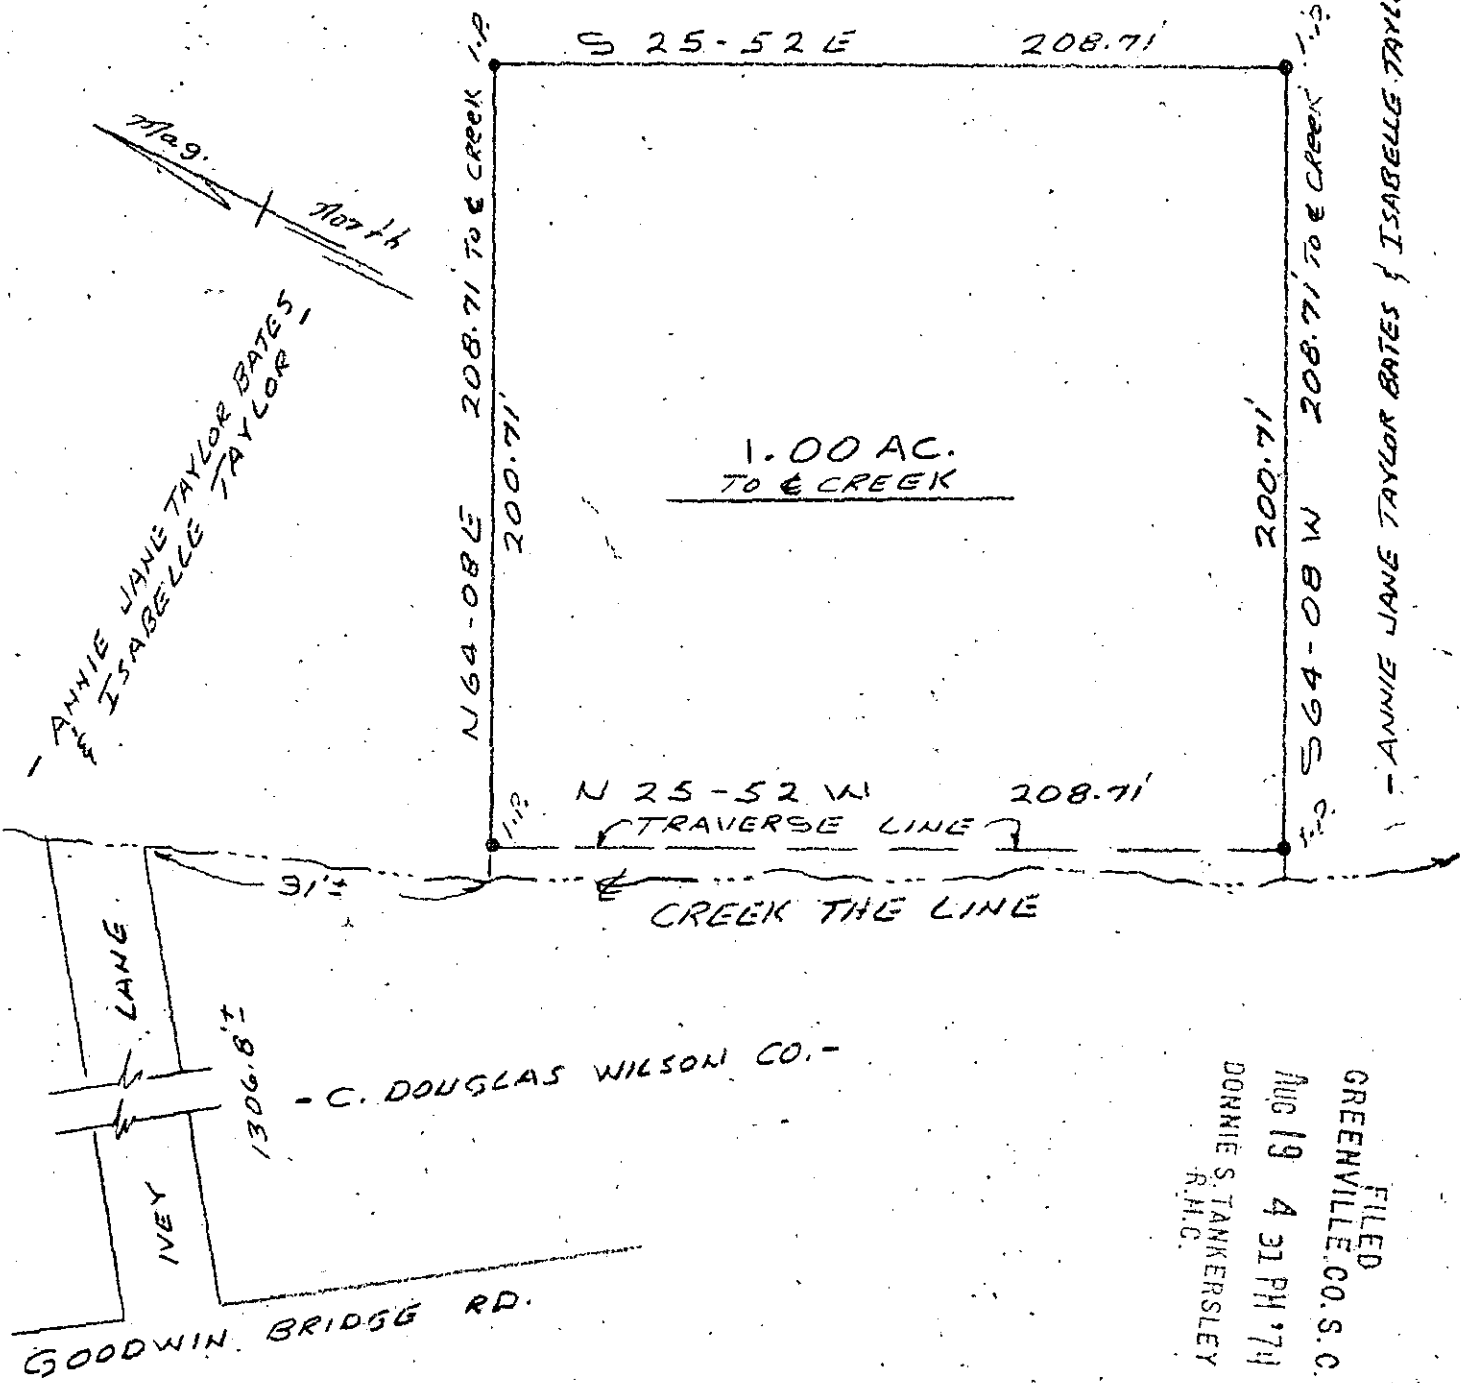 S 25-52 E 208.71'
I.P.
I.P.
Mag. North
N 64-08 E 208.71' TO ℄ CREEK
200.71'
- ANNIE JANE TAYLOR BATES
& ISABELLE TAYLOR -
1.00 AC.
TO ℄ CREEK
200.71'
S 64-08 W 208.71' TO ℄ CREEK
- ANNIE JANE TAYLOR BATES & ISABELLE
N 25-52 W 208.71'
TRAVERSE LINE
I.P.
I.P.
31'±
℄
CREEK THE LINE
IVEY LANE
1306.8'±
- C. DOUGLAS WILSON CO. -
GOODWIN BRIDGE RD.
FILED
GREENVILLE CO. S. C.
AUG 19 4 31 PM '74
DONNIE S. TANKERSLEY
R.M.C.